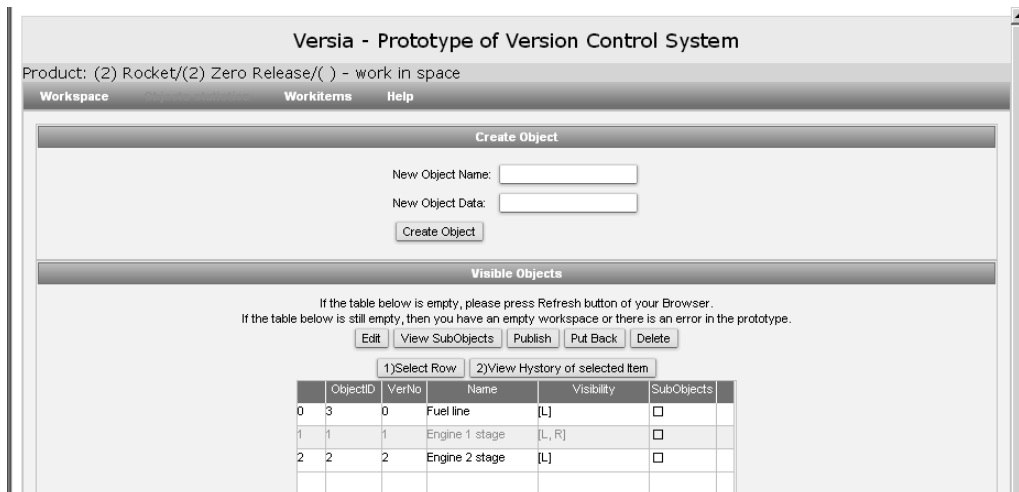 Versia - Prototype of Version Control System
Product: (2) Rocket/(2) Zero Release/( ) - work in space
Workspace Workitems Help
Create Object
New Object Name:
New Object Data:
Create Object
Visible Objects
If the table below is empty, please press Refresh button of your Browser.
If the table below is still empty, then you have an empty workspace or there is an error in the prototype.
Edit View SubObjects Publish Put Back Delete
1)Select Row 2)View Hystory of selected Item
ObjectID VerNo Name Visibility SubObjects
0 3 0 Fuel line [L]
1 1 1 Engine 1 stage [L, R]
2 2 2 Engine 2 stage [L]